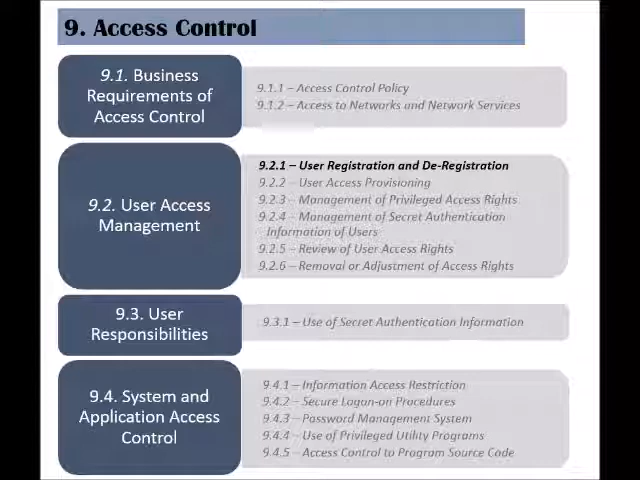 9. Access Control
9.1. Business
Requirements of
Access Control
9.1.1 – Access Control Policy
9.1.2 – Access to Networks and Network Services
9.2. User Access
Management
9.2.1 – User Registration and De-Registration
9.2.2 – User Access Provisioning
9.2.3 – Management of Privileged Access Rights
9.2.4 – Management of Secret Authentication
Information of Users
9.2.5 – Review of User Access Rights
9.2.6 – Removal or Adjustment of Access Rights
9.3. User
Responsibilities
9.3.1 – Use of Secret Authentication Information
9.4. System and
Application Access
Control
9.4.1 – Information Access Restriction
9.4.2 – Secure Logon-on Procedures
9.4.3 – Password Management System
9.4.4 – Use of Privileged Utility Programs
9.4.5 – Access Control to Program Source Code